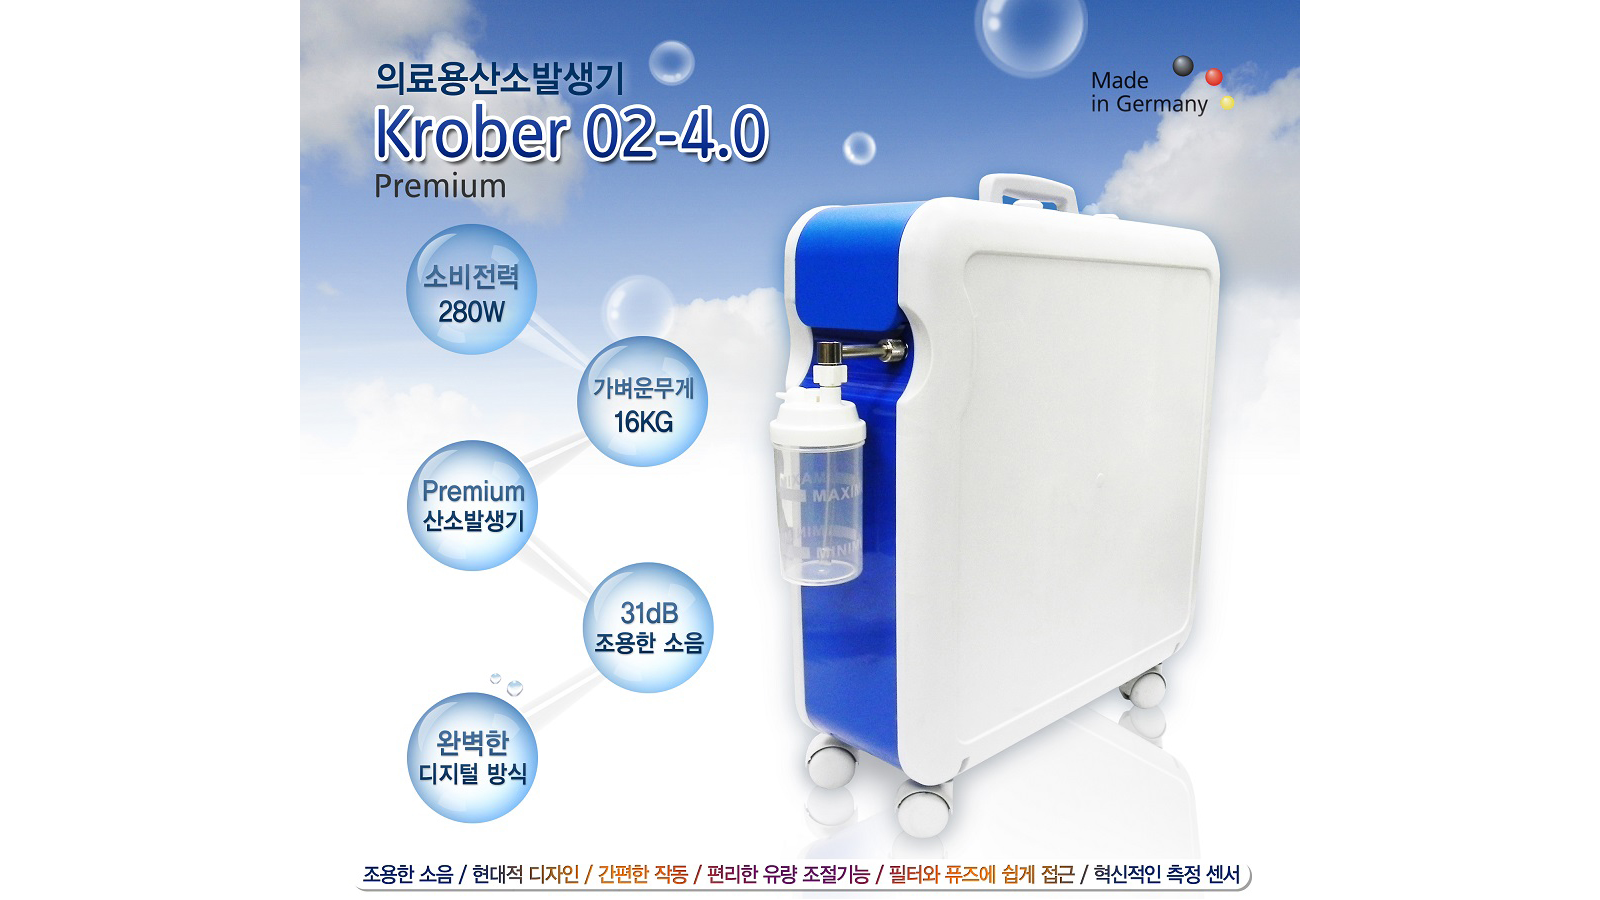 의료용산소발생기
Krober 02-4.0
Premium
Made
in Germany
소비전력
280W
가벼운무게
16KG
Premium
산소발생기
31dB
조용한 소음
완벽한
디지털 방식
MAXIM
MINIM
조용한 소음 / 현대적 디자인 / 간편한 작동 / 편리한 유량 조절기능 / 필터와 퓨즈에 쉽게 접근 / 혁신적인 측정 센서